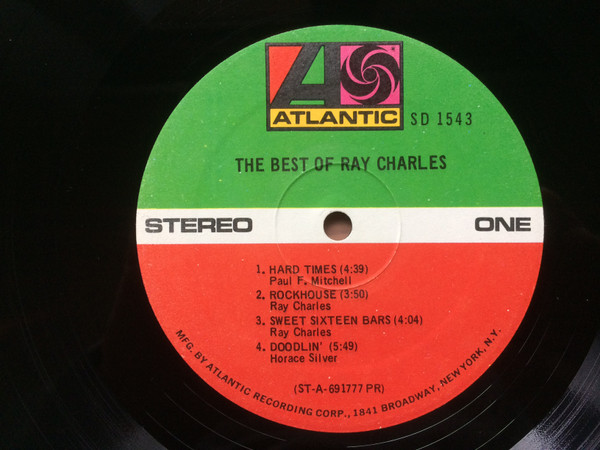 ATLANTIC
SD 1543
THE BEST OF RAY CHARLES
STEREO
ONE
1. HARD TIMES (4:39)
Paul F. Mitchell
2. ROCKHOUSE (3:50)
Ray Charles
3. SWEET SIXTEEN BARS (4:04)
Ray Charles
4. DOODLIN' (5:49)
Horace Silver
(ST-A-691777 PR)
MFG. BY ATLANTIC RECORDING CORP., 1841 BROADWAY, NEW YORK, N.Y.